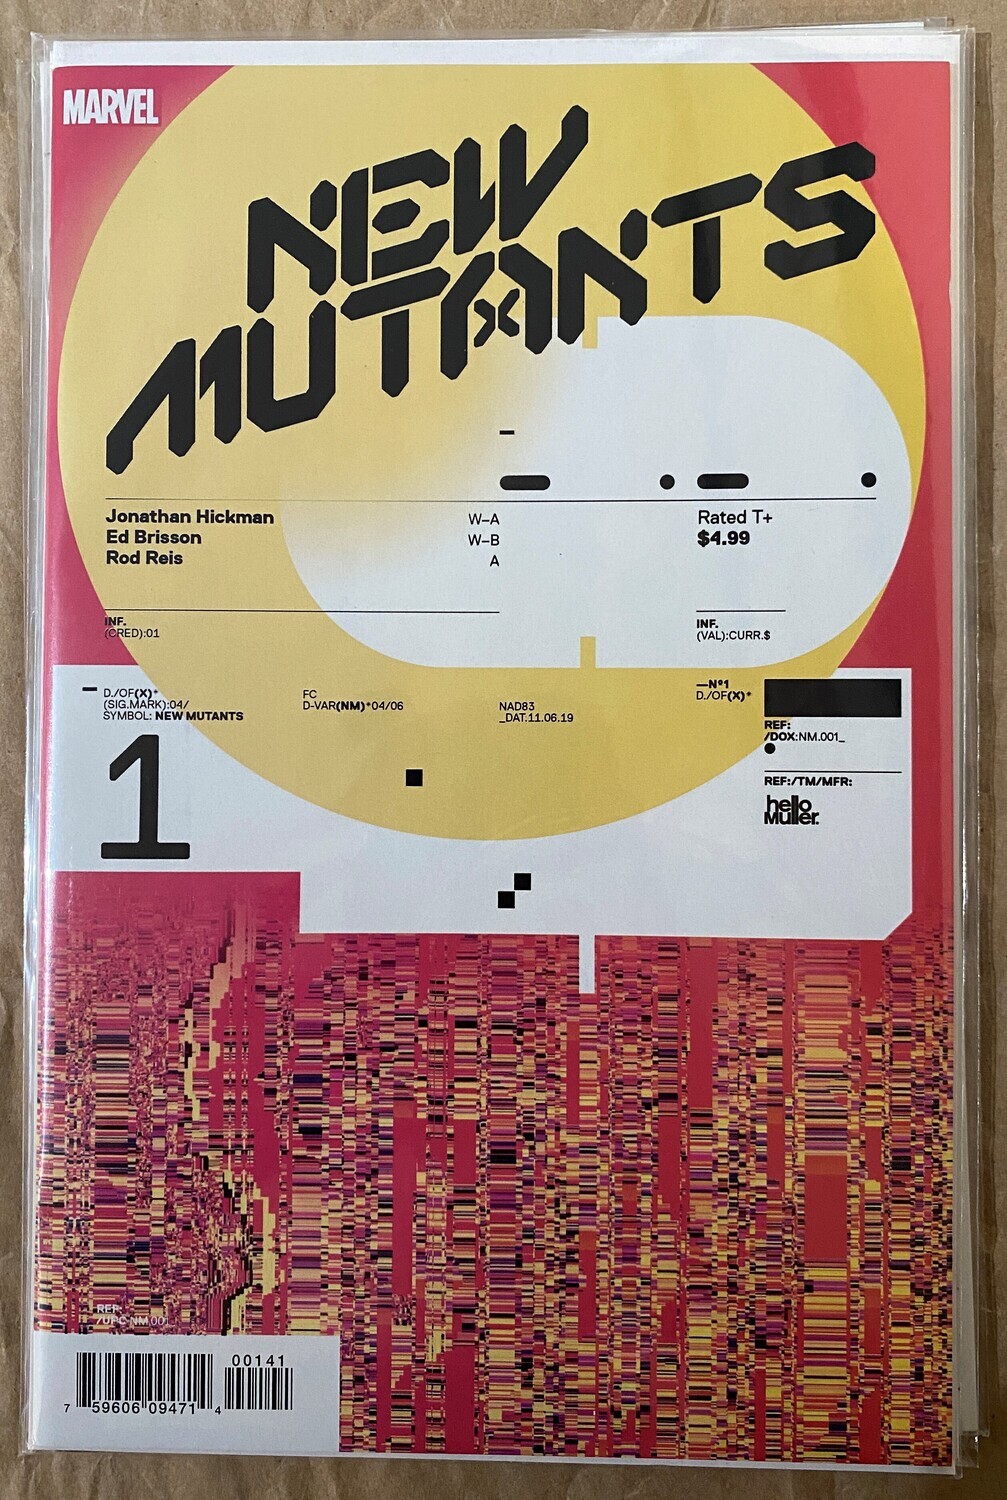 MARVEL
NEW
MUTANTS
Jonathan Hickman W–A
Ed Brisson W–B
Rod Reis A
Rated T+
$4.99
INF.
(CRED):01
INF.
(VAL):CURR.$
D./OF(X)*
(SIG.MARK):04/
SYMBOL: NEW MUTANTS
FC
D-VAR(NM)*04/06
NAD83
_DAT.11.06.19
—Nº1
D./OF(X)*
REF:
/DOX:NM.001_
REF:/TM/MFR:
hello
Muller.
1
REF:
/UPC:NM.001
00141
7 59606 09471 4